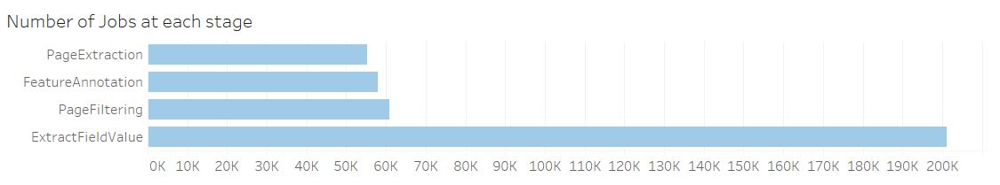 Number of Jobs at each stage
PageExtraction
FeatureAnnotation
PageFiltering
ExtractFieldValue
0K 10K 20K 30K 40K 50K 60K 70K 80K 90K 100K 110K 120K 130K 140K 150K 160K 170K 180K 190K 200K